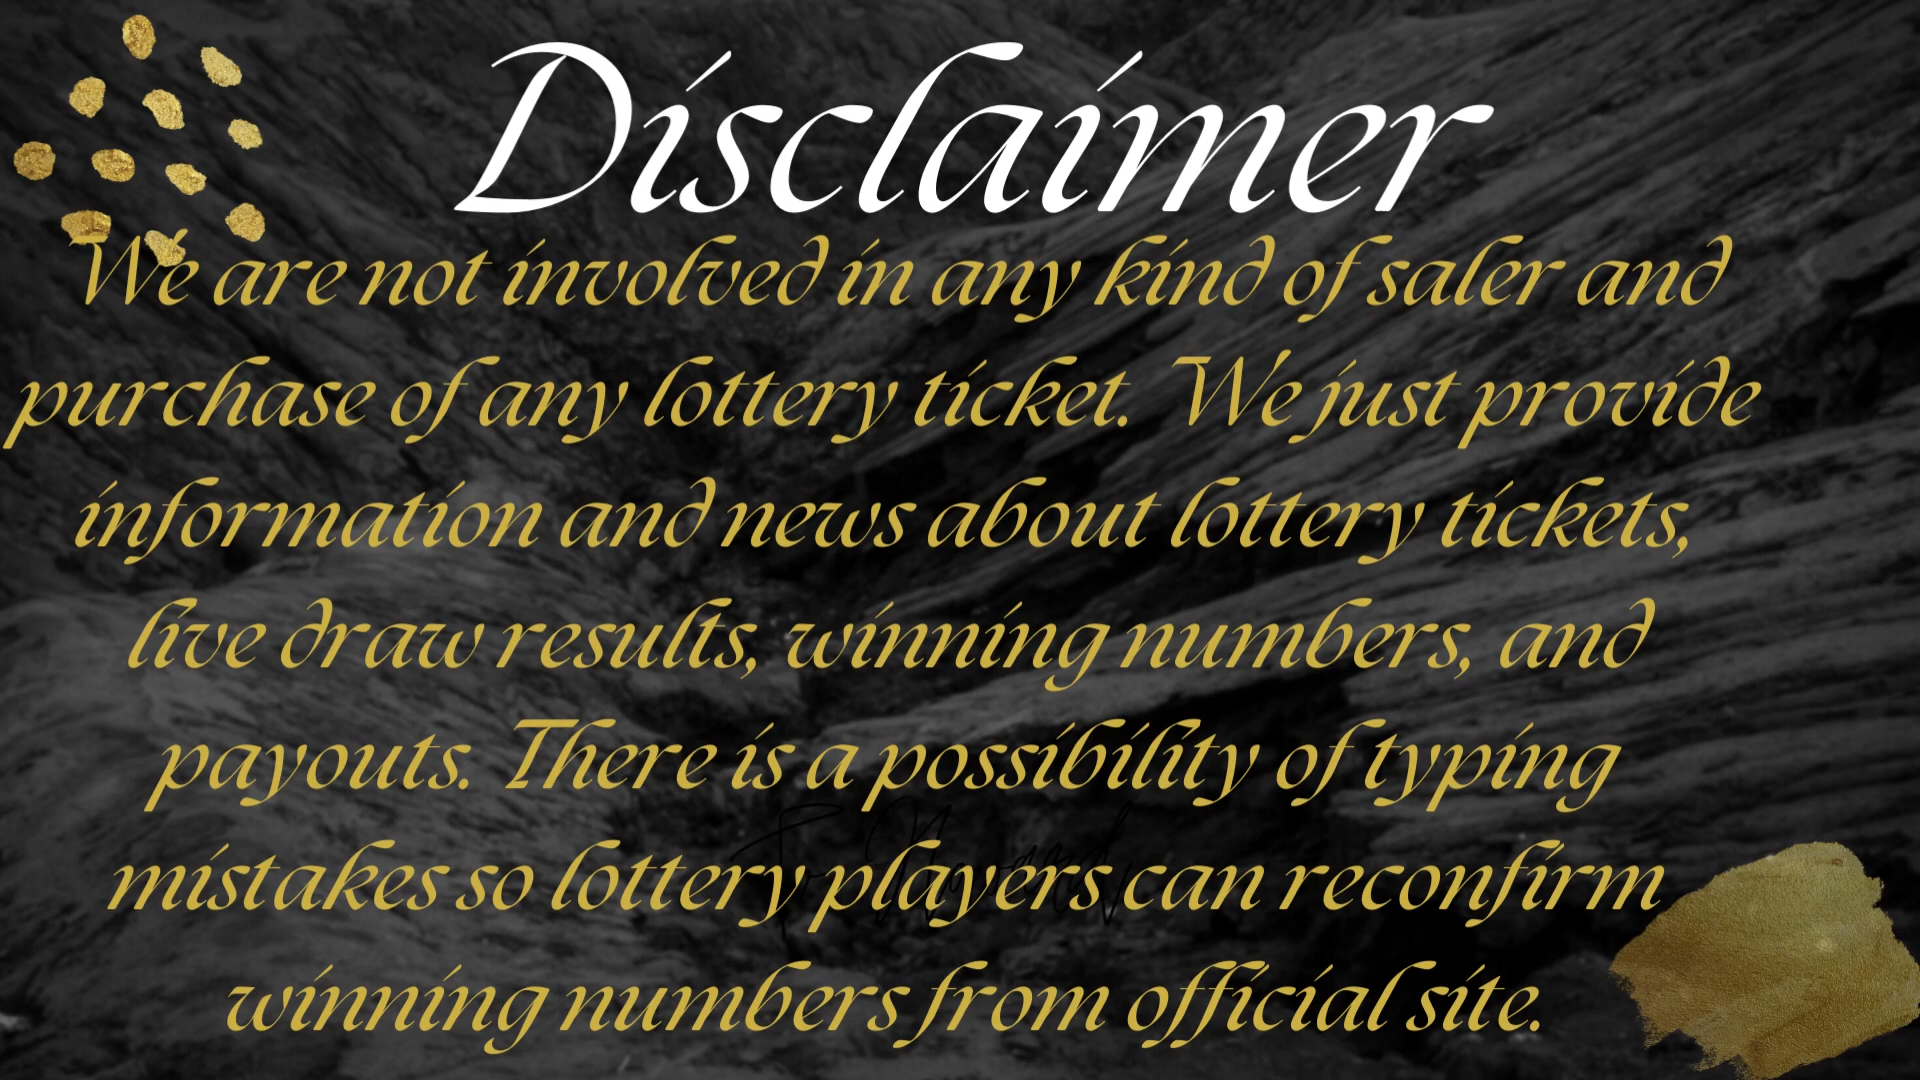 Disclaimer
We are not involved in any kind of saler and
purchase of any lottery ticket. We just provide
information and news about lottery tickets,
live draw results, winning numbers, and
payouts. There is a possibility of typing
mistakes so lottery players can reconfirm
winning numbers from official site.